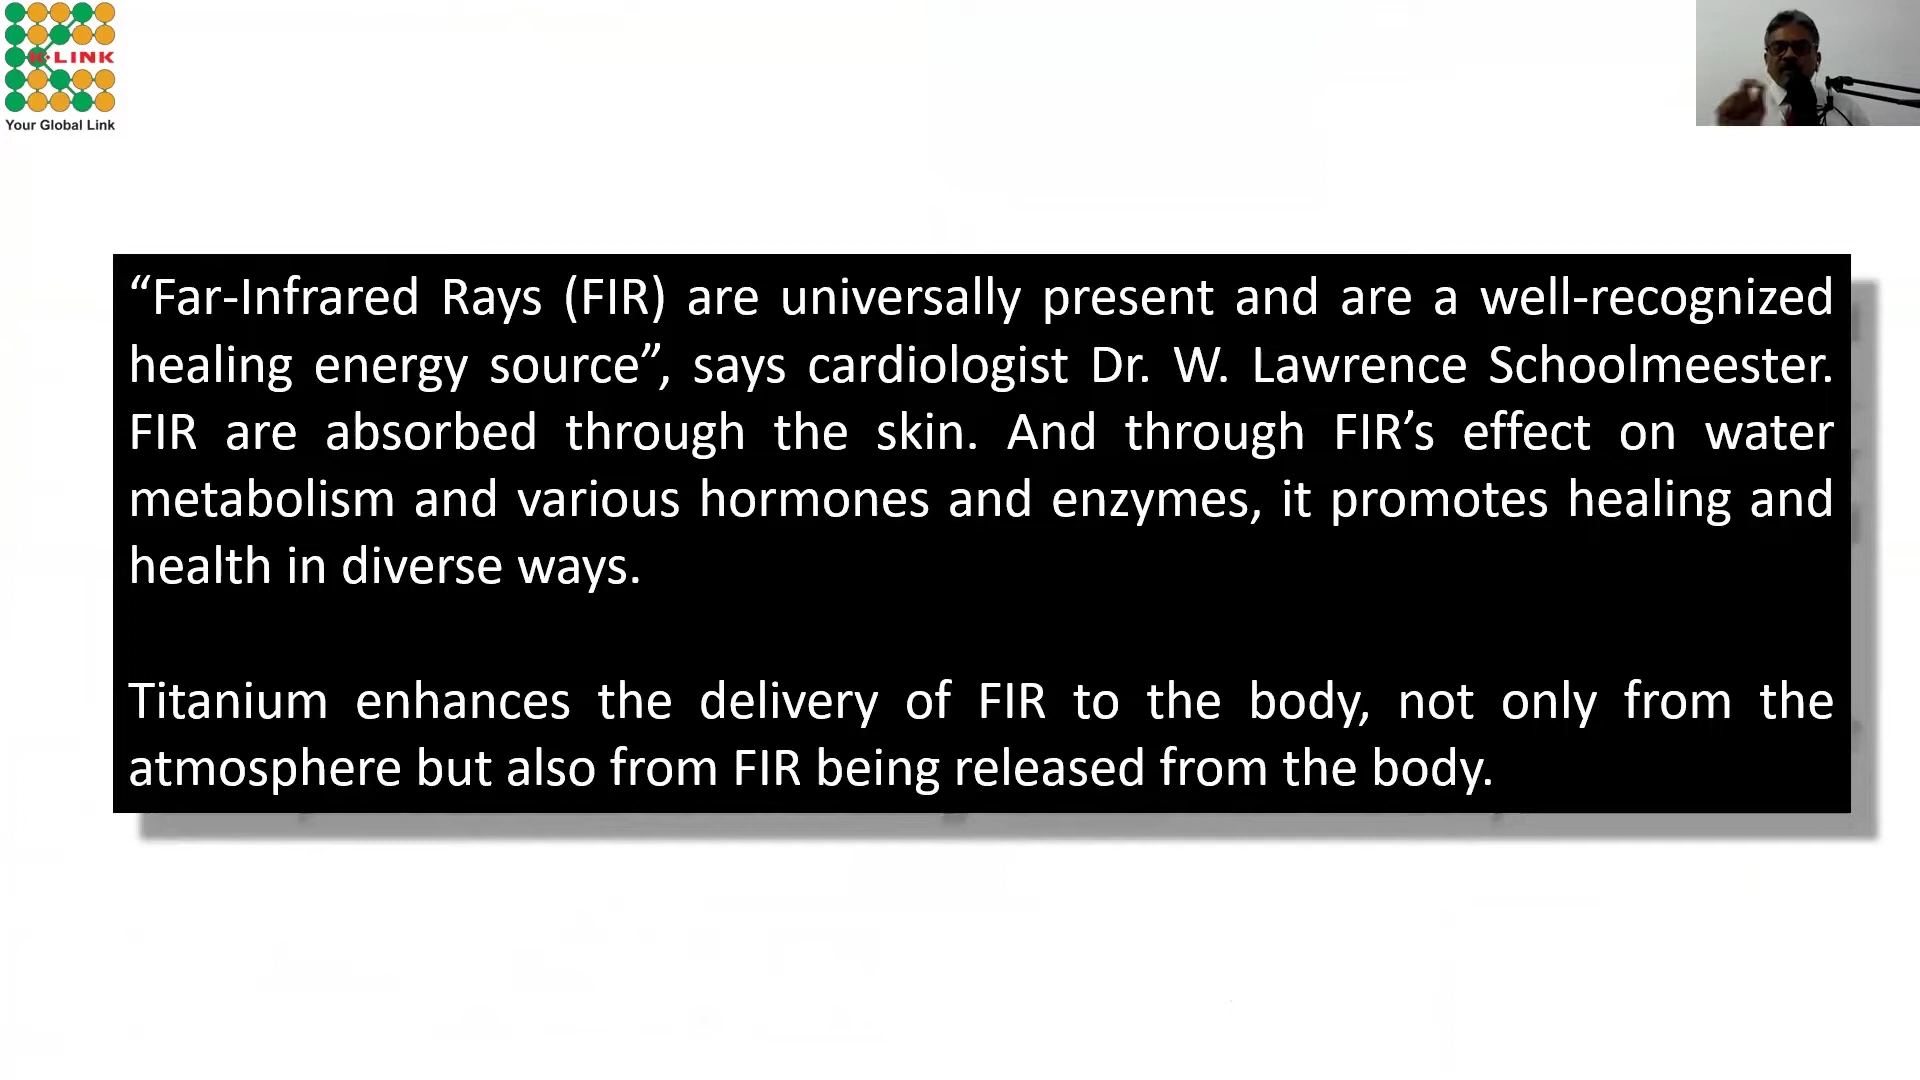 K-LINK
Your Global Link
“Far-Infrared Rays (FIR) are universally present and are a well-recognized
healing energy source”, says cardiologist Dr. W. Lawrence Schoolmeester.
FIR are absorbed through the skin. And through FIR’s effect on water
metabolism and various hormones and enzymes, it promotes healing and
health in diverse ways.
Titanium enhances the delivery of FIR to the body, not only from the
atmosphere but also from FIR being released from the body.